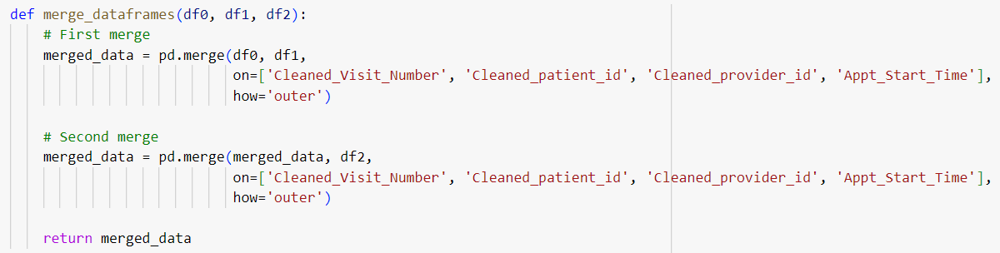 def merge_dataframes(df0, df1, df2):
    # First merge
    merged_data = pd.merge(df0, df1,
                           on=['Cleaned_Visit_Number', 'Cleaned_patient_id', 'Cleaned_provider_id', 'Appt_Start_Time'],
                           how='outer')
    # Second merge
    merged_data = pd.merge(merged_data, df2,
                           on=['Cleaned_Visit_Number', 'Cleaned_patient_id', 'Cleaned_provider_id', 'Appt_Start_Time'],
                           how='outer')
    return merged_data